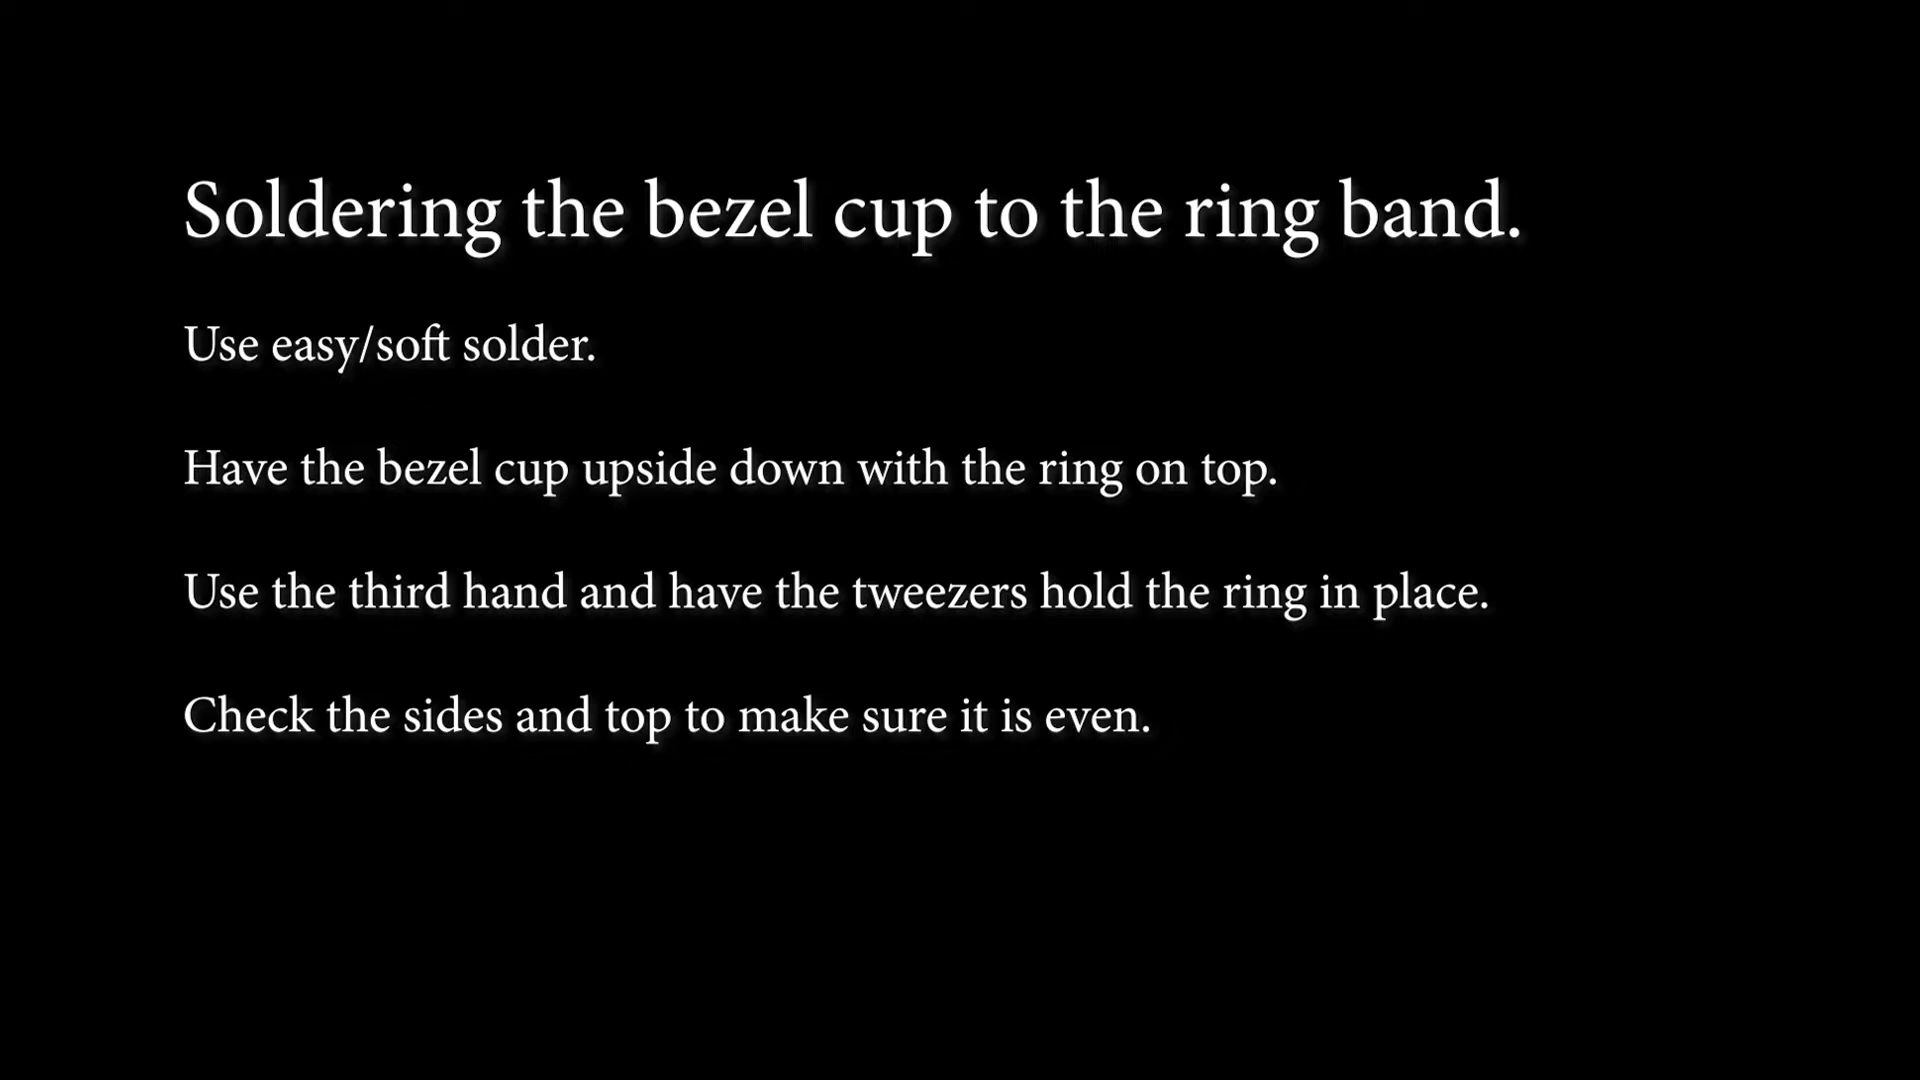 Soldering the bezel cup to the ring band.
Use easy/soft solder.
Have the bezel cup upside down with the ring on top.
Use the third hand and have the tweezers hold the ring in place.
Check the sides and top to make sure it is even.